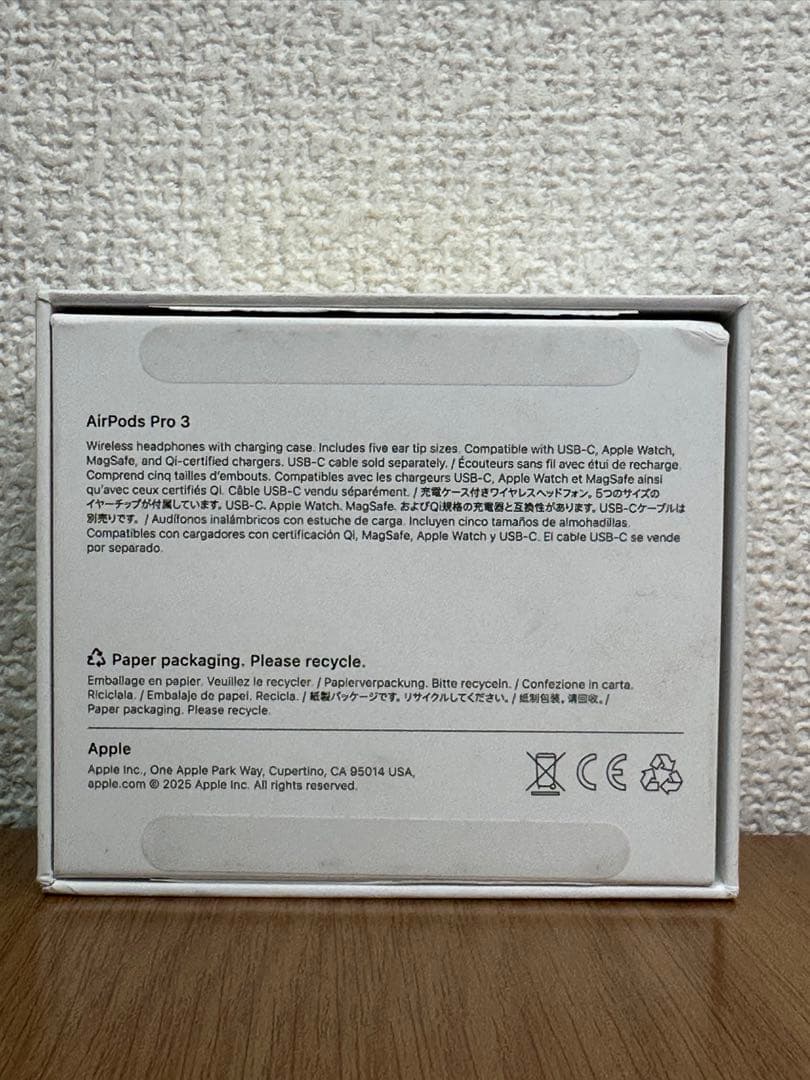 AirPods Pro 3
Wireless headphones with charging case. Includes five ear tip sizes. Compatible with USB-C, Apple Watch,
MagSafe, and Qi-certified chargers. USB-C cable sold separately. / Écouteurs sans fil avec étui de recharge.
Comprend cinq tailles d'embouts. Compatibles avec les chargeurs USB-C, Apple Watch et MagSafe ainsi
qu'avec ceux certifiés Qi. Câble USB-C vendu séparément. / 充電ケース付きワイヤレスヘッドフォン。5つのサイズの
イヤーチップが付属しています。USB-C、Apple Watch、MagSafe、およびQi規格の充電器と互換性があります。USB-Cケーブルは
別売りです。 / Audífonos inalámbricos con estuche de carga. Incluyen cinco tamaños de almohadillas.
Compatibles con cargadores con certificación Qi, MagSafe, Apple Watch y USB-C. El cable USB-C se vende
por separado.
Paper packaging. Please recycle.
Emballage en papier. Veuillez le recycler. / Papierverpackung. Bitte recyceln. / Confezione in carta.
Riciclala. / Embalaje de papel. Recicla. / 紙製パッケージです。リサイクルしてください。 / 纸制包装，请回收。 /
Paper packaging. Please recycle.
Apple
Apple Inc., One Apple Park Way, Cupertino, CA 95014 USA,
apple.com © 2025 Apple Inc. All rights reserved.
CE